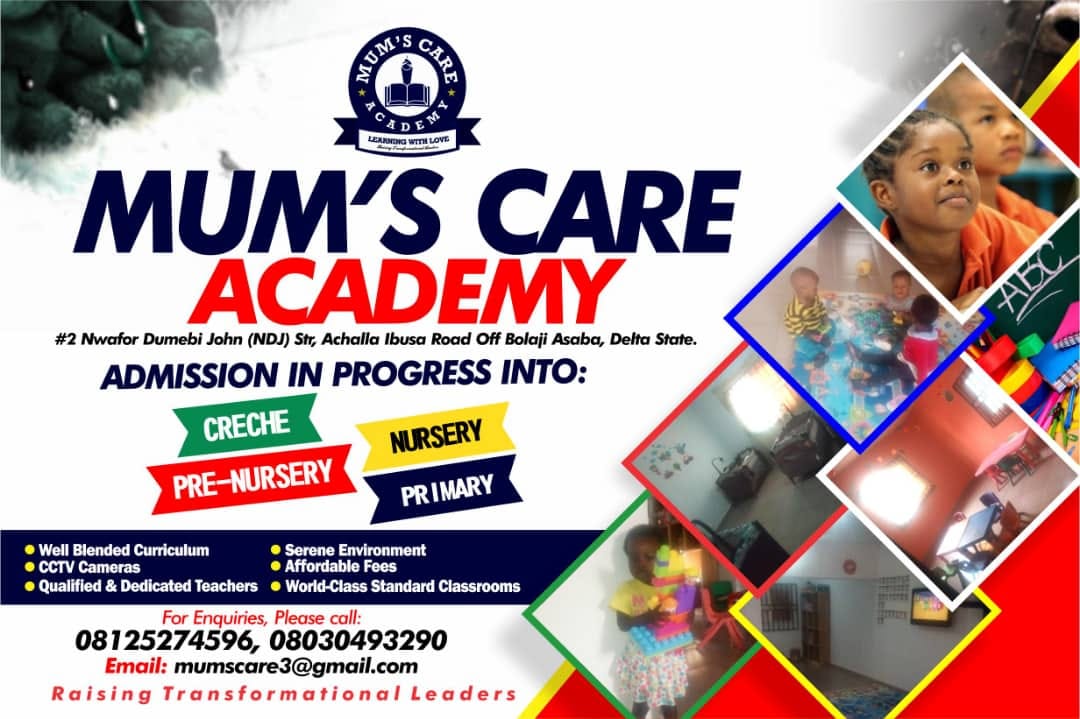 MUM'S CARE
ACADEMY
LEARNING WITH LOVE
Raising Transformational Leaders
MUM'S CARE
ACADEMY
#2 Nwafor Dumebi John (NDJ) Str, Achalla Ibusa Road Off Bolaji Asaba, Delta State.
ADMISSION IN PROGRESS INTO:
CRECHE
NURSERY
PRE-NURSERY
PRIMARY
Well Blended Curriculum
CCTV Cameras
Qualified & Dedicated Teachers
Serene Environment
Affordable Fees
World-Class Standard Classrooms
For Enquiries, Please call:
08125274596, 08030493290
Email: mumscare3@gmail.com
Raising Transformational Leaders
ABC